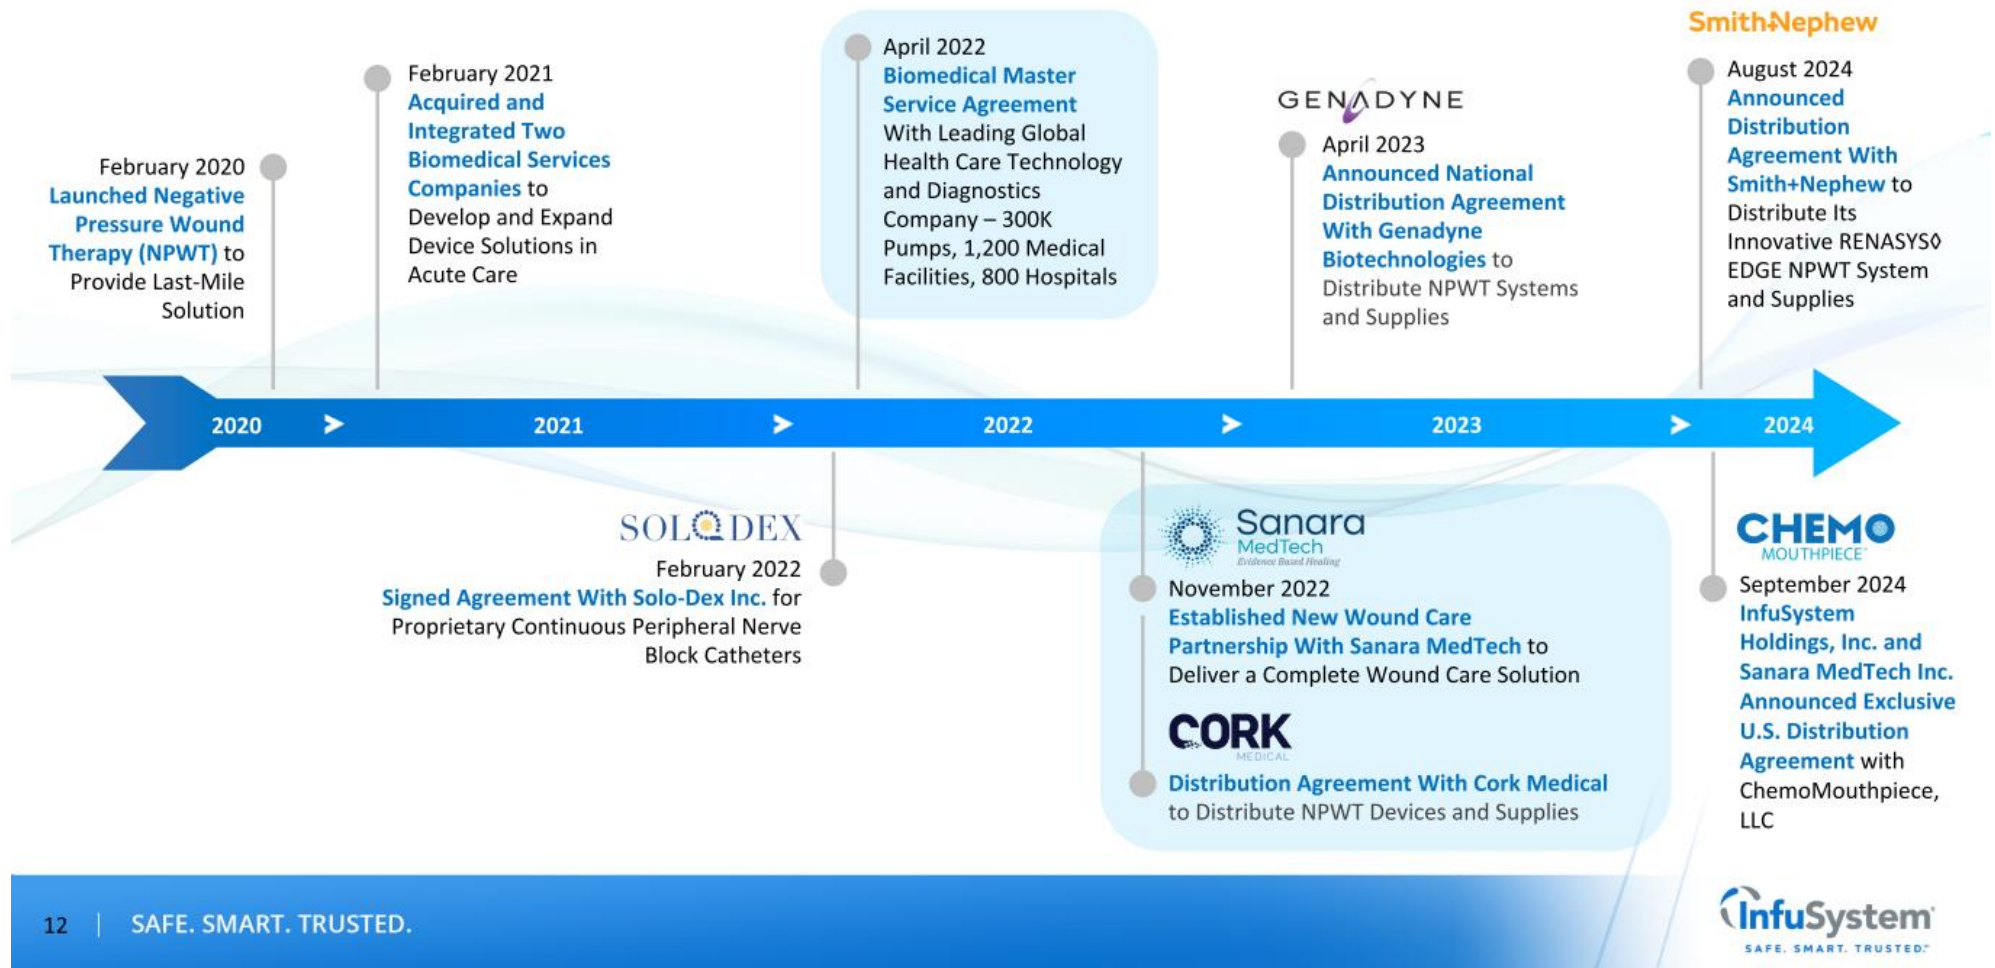 February 2020
Launched Negative
Pressure Wound
Therapy (NPWT) to
Provide Last-Mile
Solution
February 2021
Acquired and
Integrated Two
Biomedical Services
Companies to
Develop and Expand
Device Solutions in
Acute Care
April 2022
Biomedical Master
Service Agreement
With Leading Global
Health Care Technology
and Diagnostics
Company – 300K
Pumps, 1,200 Medical
Facilities, 800 Hospitals
GENADYNE
April 2023
Announced National
Distribution Agreement
With Genadyne
Biotechnologies to
Distribute NPWT Systems
and Supplies
Smith+Nephew
August 2024
Announced
Distribution
Agreement With
Smith+Nephew to
Distribute Its
Innovative RENASYS◊
EDGE NPWT System
and Supplies
2020 > 2021 > 2022 > 2023 > 2024
SOLODEX
February 2022
Signed Agreement With Solo-Dex Inc. for
Proprietary Continuous Peripheral Nerve
Block Catheters
Sanara
MedTech
Evidence Based Healing
November 2022
Established New Wound Care
Partnership With Sanara MedTech to
Deliver a Complete Wound Care Solution
CORK
MEDICAL
Distribution Agreement With Cork Medical
to Distribute NPWT Devices and Supplies
CHEMO
MOUTHPIECE™
September 2024
InfuSystem
Holdings, Inc. and
Sanara MedTech Inc.
Announced Exclusive
U.S. Distribution
Agreement with
ChemoMouthpiece,
LLC
12 | SAFE. SMART. TRUSTED.
InfuSystem®
SAFE. SMART. TRUSTED.™